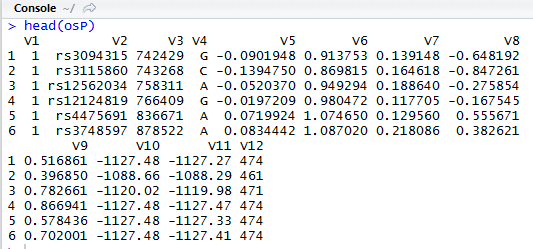 Console ~/
> head(osP)
  V1         V2     V3 V4         V5       V6       V7        V8
1  1  rs3094315 742429  G -0.0901948 0.913753 0.139148 -0.648192
2  1  rs3115860 743268  C -0.1394750 0.869815 0.164618 -0.847261
3  1 rs12562034 758311  A -0.0520370 0.949294 0.188640 -0.275854
4  1 rs12124819 766409  G -0.0197209 0.980472 0.117705 -0.167545
5  1  rs4475691 836671  A  0.0719924 1.074650 0.129560  0.555671
6  1  rs3748597 878522  A  0.0834442 1.087020 0.218086  0.382621
        V9      V10      V11 V12
1 0.516861 -1127.48 -1127.27 474
2 0.396850 -1088.66 -1088.29 461
3 0.782661 -1120.02 -1119.98 471
4 0.866941 -1127.48 -1127.47 474
5 0.578436 -1127.48 -1127.33 474
6 0.702001 -1127.48 -1127.41 474